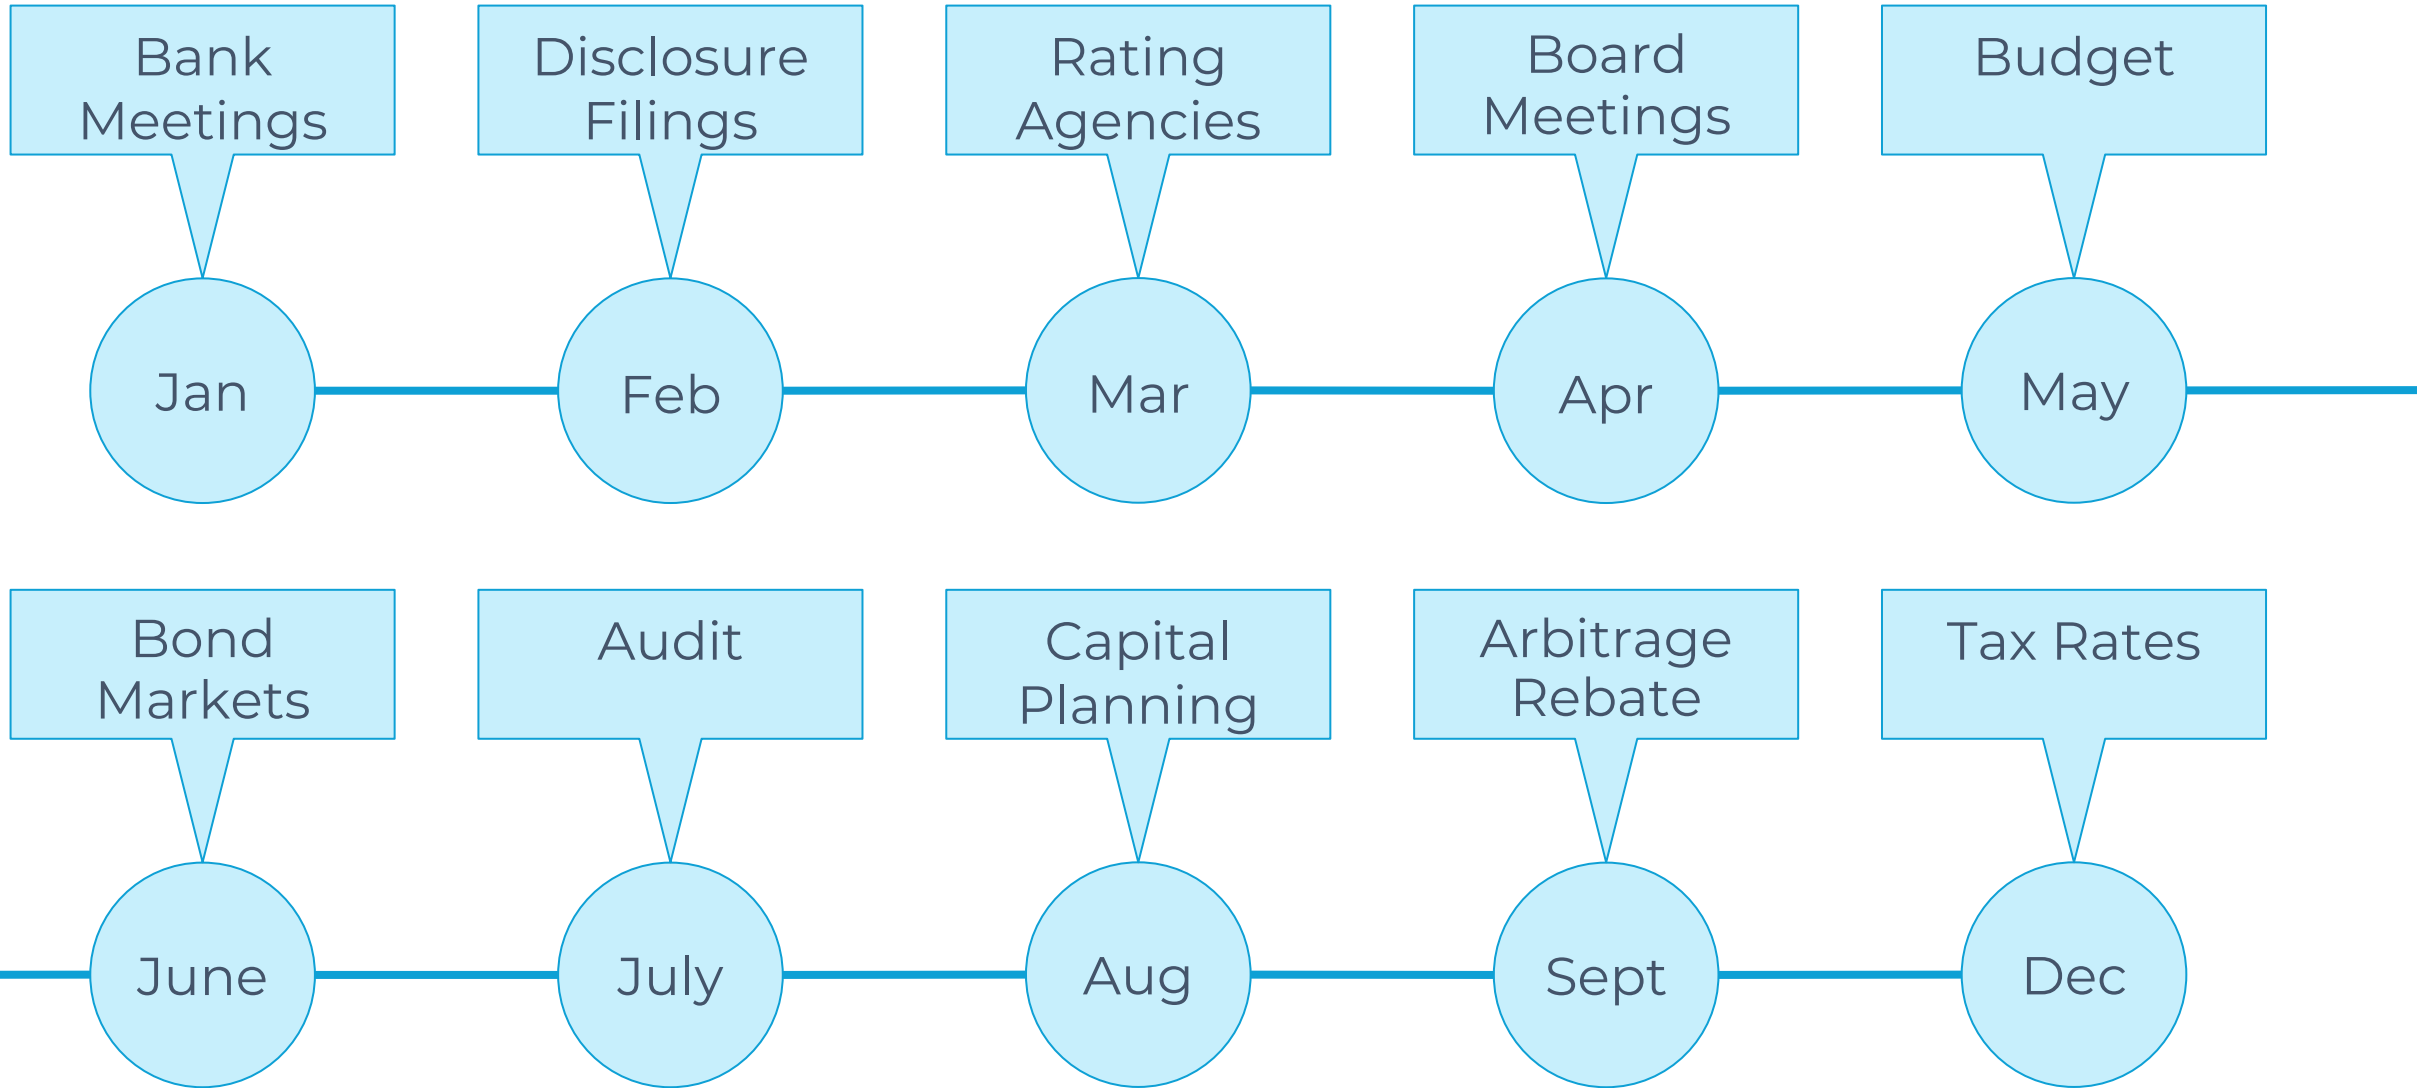 Bank
Meetings
Disclosure
Filings
Rating
Agencies
Board
Meetings
Budget
Jan
Feb
Mar
Apr
May
Bond
Markets
Audit
Capital
Planning
Arbitrage
Rebate
Tax Rates
June
July
Aug
Sept
Dec